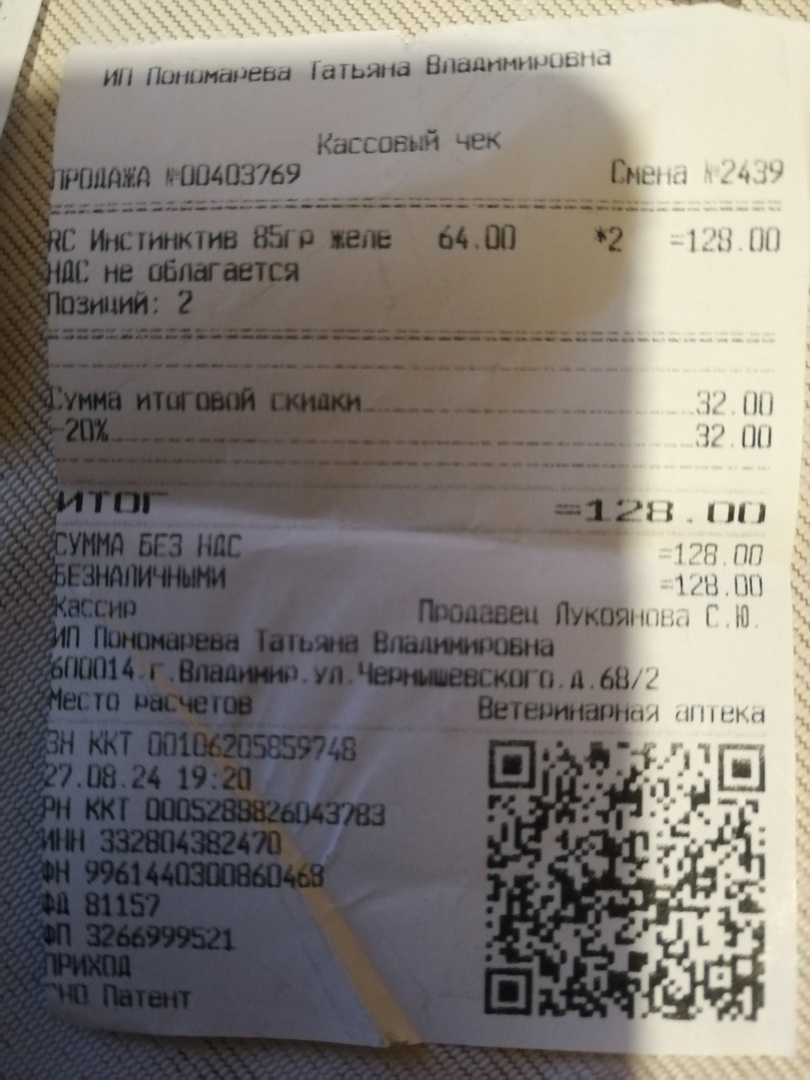 ИП Пономарева Татьяна Владимировна
Кассовый чек
ПРОДАЖА №00403769 Смена №2439
RC Инстинктив 85гр желе 64.00 *2 =128.00
НДС не облагается
Позиций: 2
Сумма итоговой скидки 32.00
-20% 32.00
ИТОГ =128.00
СУММА БЕЗ НДС =128.00
БЕЗНАЛИЧНЫМИ =128.00
Кассир Продавец Лукоянова С.Ю.
ИП Пономарева Татьяна Владимировна
600014 г.Владимир.ул.Чернышевского.д.68/2
Место расчетов Ветеринарная аптека
ЗН ККТ 00106205859748
27.08.24 19:20
РН ККТ 0005288826043783
ИНН 332804382470
ФН 9961440300860468
ФД 81157
ФП 3266999521
ПРИХОД
СНО Патент